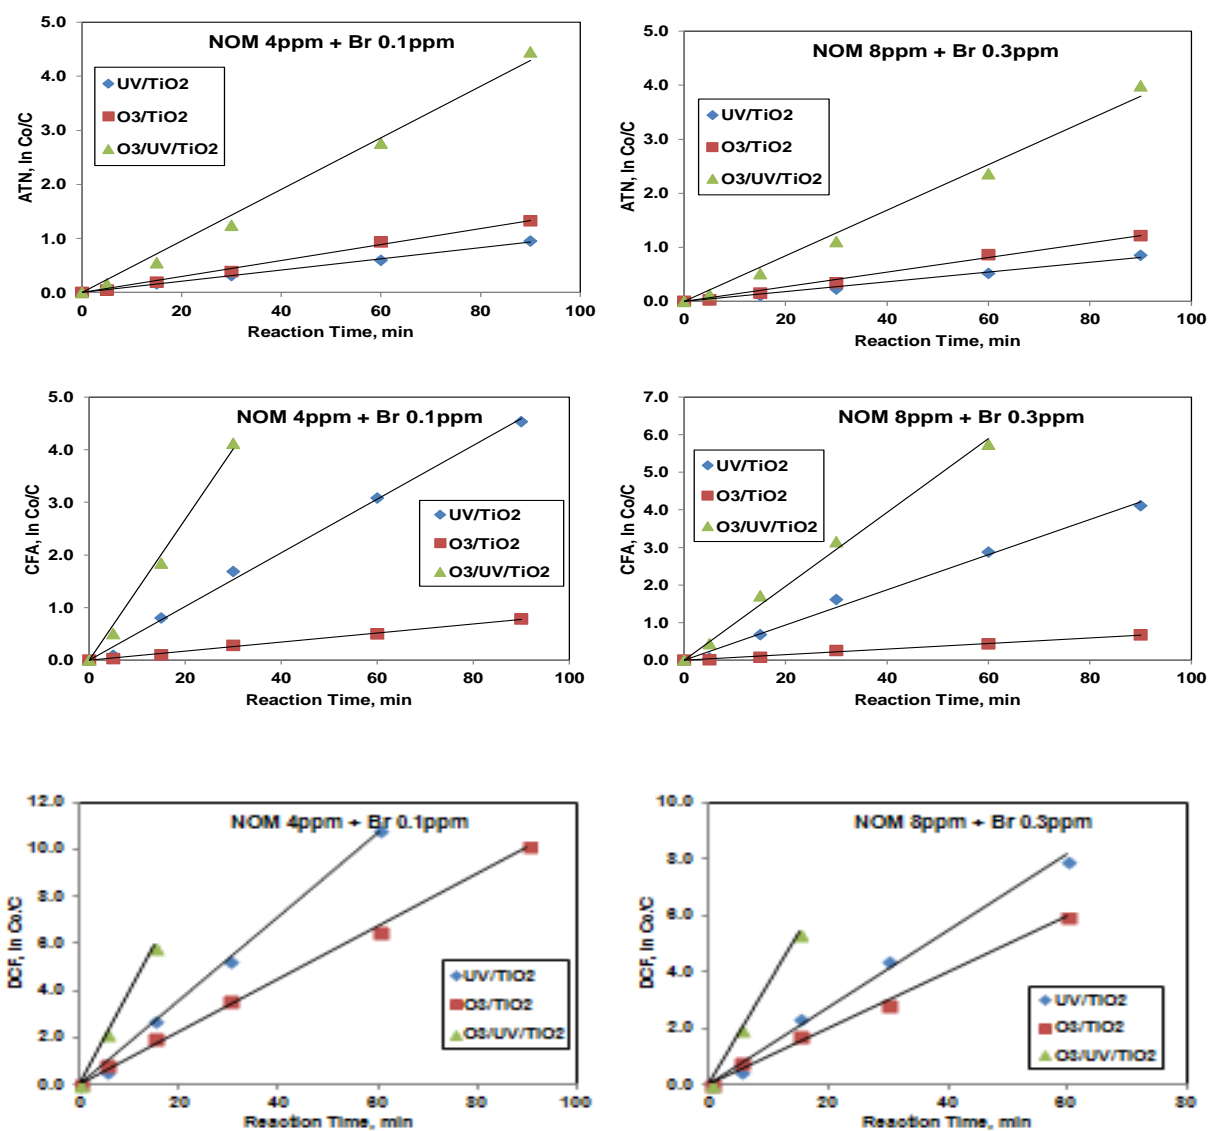 NOM 4ppm + Br 0.1ppm
ATN, ln Co/C
5.0
4.0
3.0
2.0
1.0
0.0
UV/TiO2
O3/TiO2
O3/UV/TiO2
0 20 40 60 80 100
Reaction Time, min
NOM 8ppm + Br 0.3ppm
ATN, ln Co/C
5.0
4.0
3.0
2.0
1.0
0.0
UV/TiO2
O3/TiO2
O3/UV/TiO2
0 20 40 60 80 100
Reaction Time, min
NOM 4ppm + Br 0.1ppm
CFA, ln Co/C
5.0
4.0
3.0
2.0
1.0
0.0
UV/TiO2
O3/TiO2
O3/UV/TiO2
0 20 40 60 80 100
Reaction Time, min
NOM 8ppm + Br 0.3ppm
CFA, ln Co/C
7.0
6.0
5.0
4.0
3.0
2.0
1.0
0.0
UV/TiO2
O3/TiO2
O3/UV/TiO2
0 20 40 60 80 100
Reaction Time, min
NOM 4ppm + Br 0.1ppm
DCF, ln Co/C
12.0
10.0
8.0
6.0
4.0
2.0
0.0
UV/TiO2
O3/TiO2
O3/UV/TiO2
0 20 40 60 80 100
Reaction Time, min
NOM 8ppm + Br 0.3ppm
DCF, ln Co/C
10.0
8.0
6.0
4.0
2.0
0.0
UV/TiO2
O3/TiO2
O3/UV/TiO2
0 20 40 60 80
Reaction Time, min